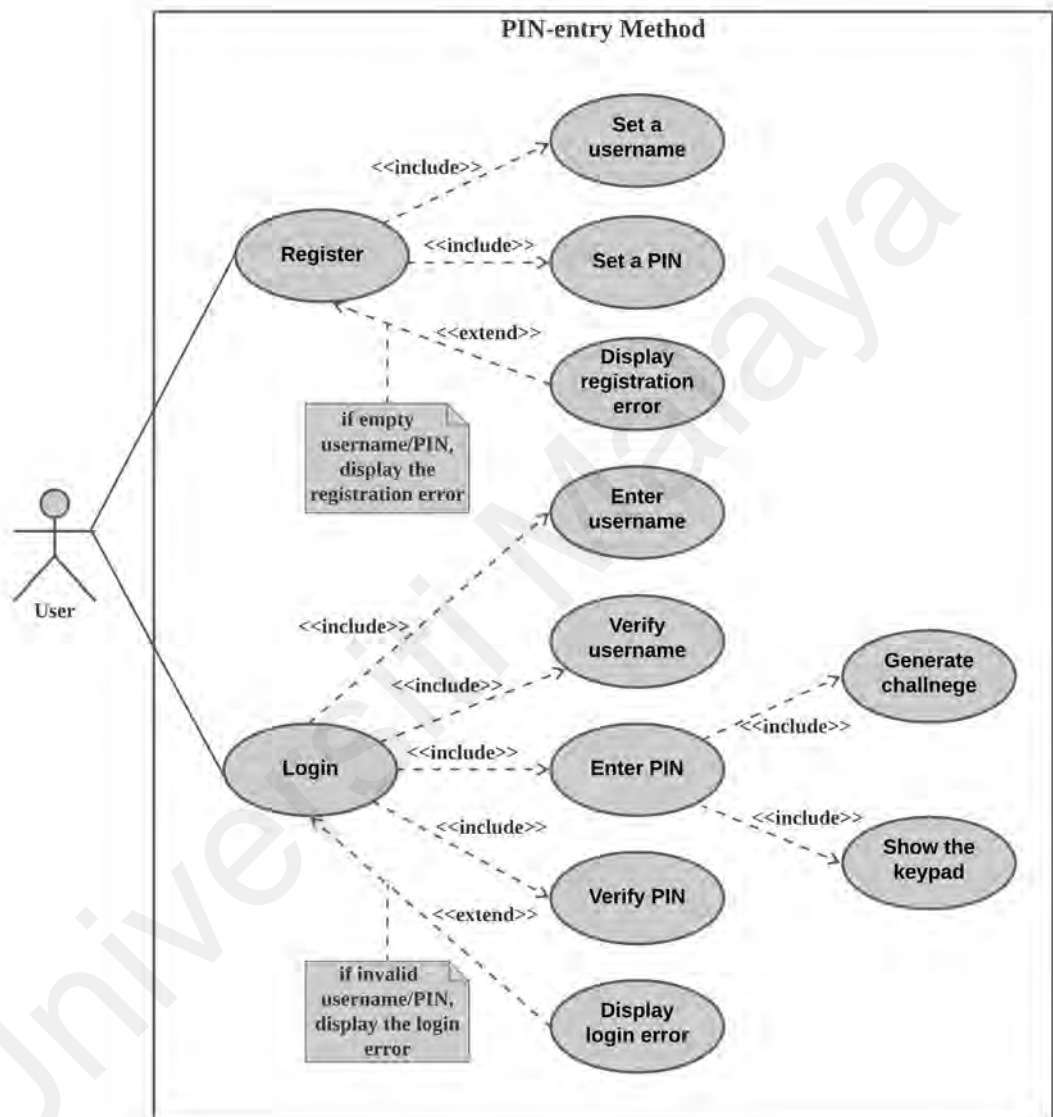 PIN-entry Method
Set a
username
<<include>>
Register
<<include>>
Set a PIN
<<extend>>
Display
registration
error
if empty
username/PIN,
display the
registration error
Enter
username
User
<<include>>
Verify
username
Generate
challnege
<<include>>
<<include>>
Login
<<include>>
Enter PIN
<<include>>
Show the
keypad
<<include>>
Verify PIN
<<extend>>
if invalid
username/PIN,
display the login
error
Display
login error
Universiti Malaya